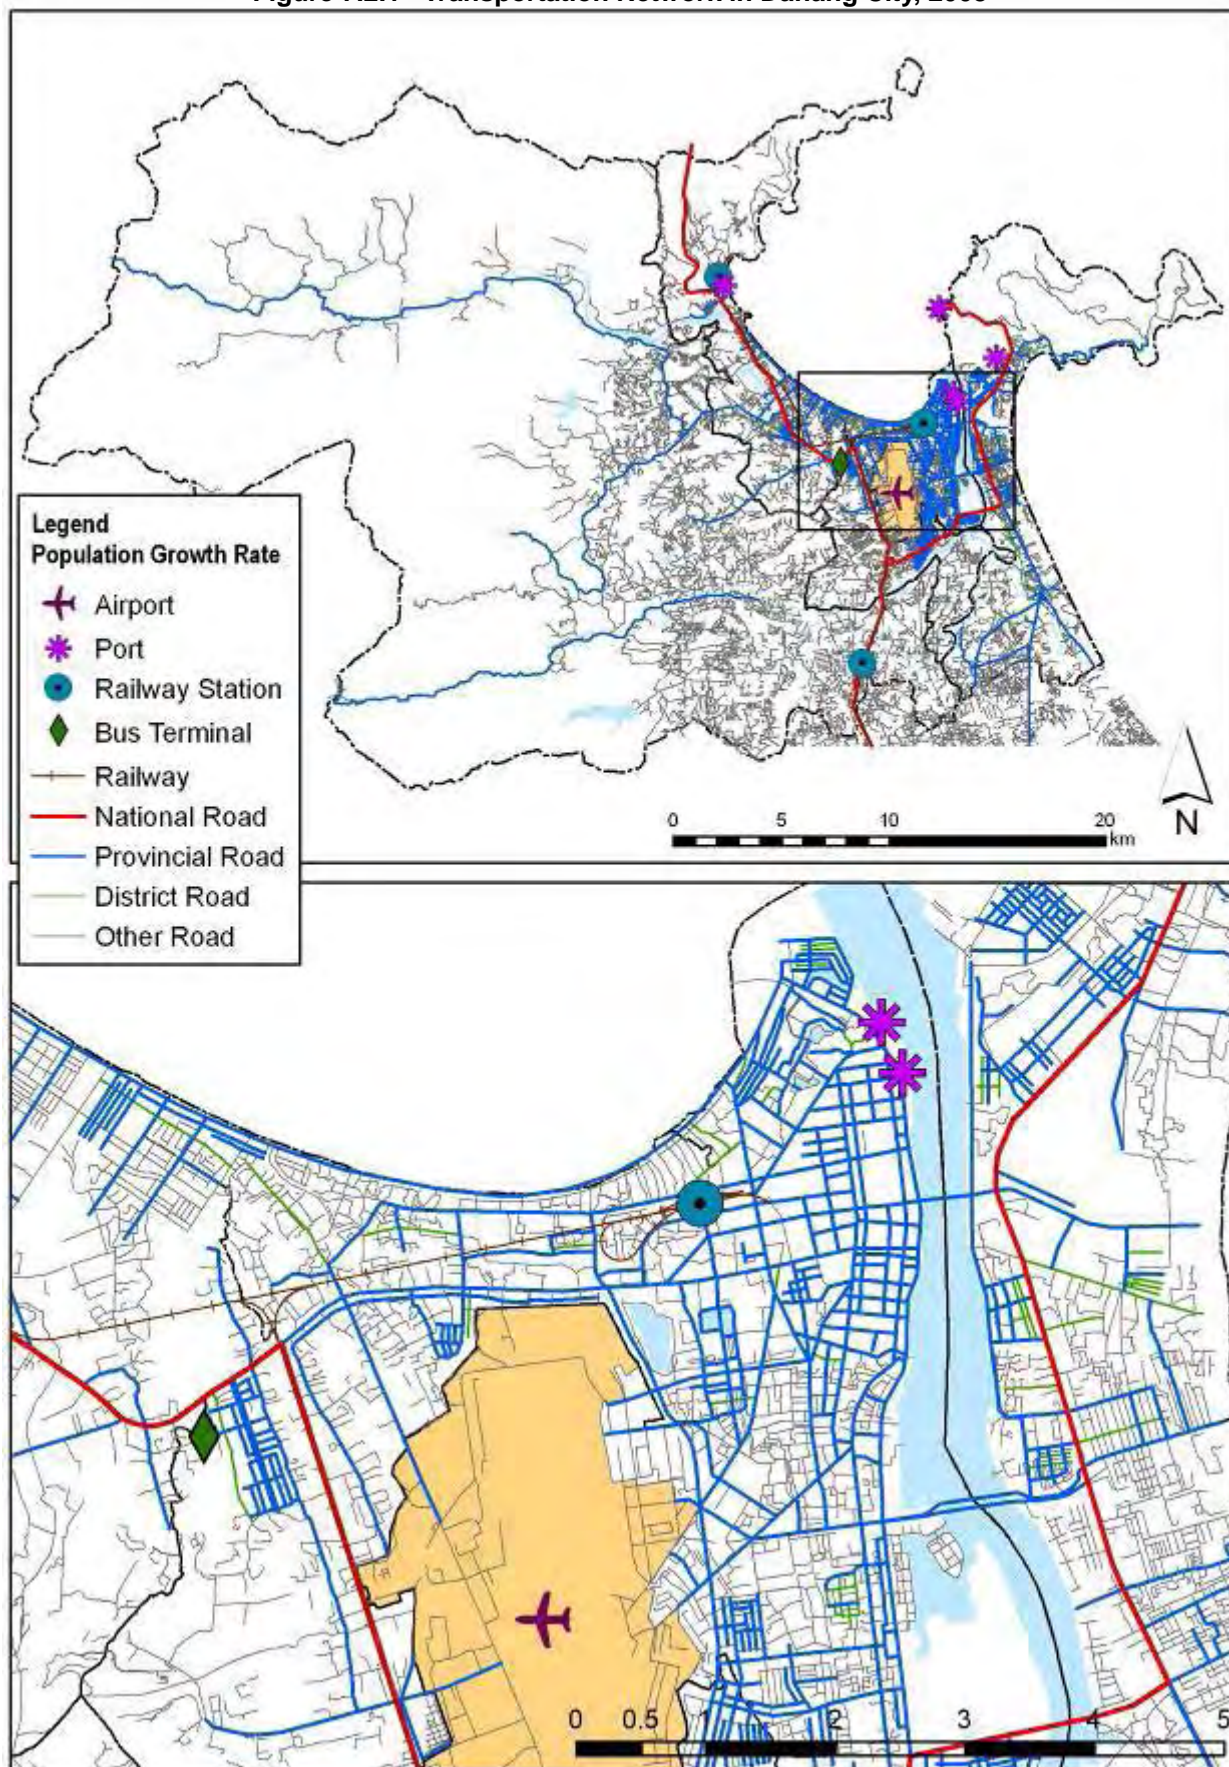 Legend
Population Growth Rate
Airport
Port
Railway Station
Bus Terminal
Railway
National Road
Provincial Road
District Road
Other Road
0 5 10 20
km
N
0 0.5 1 2 3 4 5